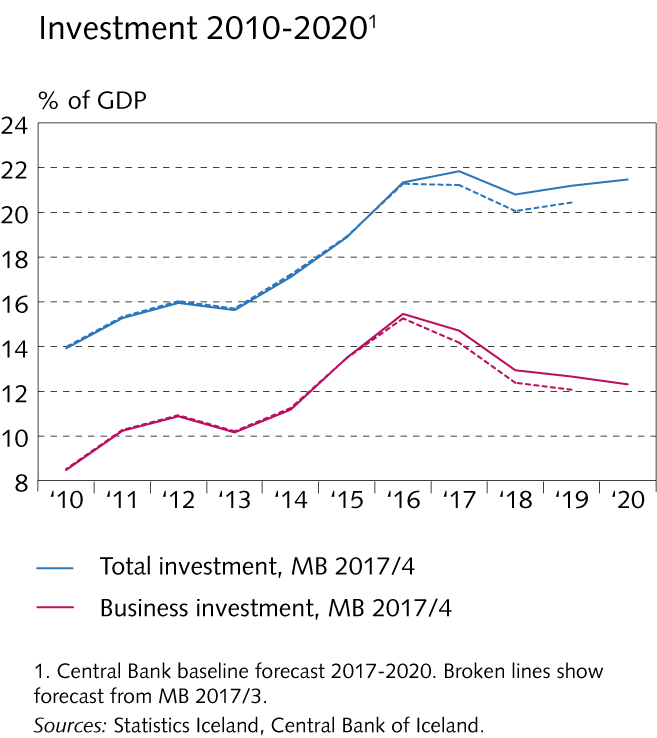 Investment 2010-2020¹
% of GDP
24
22
20
18
16
14
12
10
8
‘10 ‘11 ‘12 ‘13 ‘14 ‘15 ‘16 ‘17 ‘18 ‘19 ‘20
Total investment, MB 2017/4
Business investment, MB 2017/4
1. Central Bank baseline forecast 2017-2020. Broken lines show
forecast from MB 2017/3.
Sources: Statistics Iceland, Central Bank of Iceland.